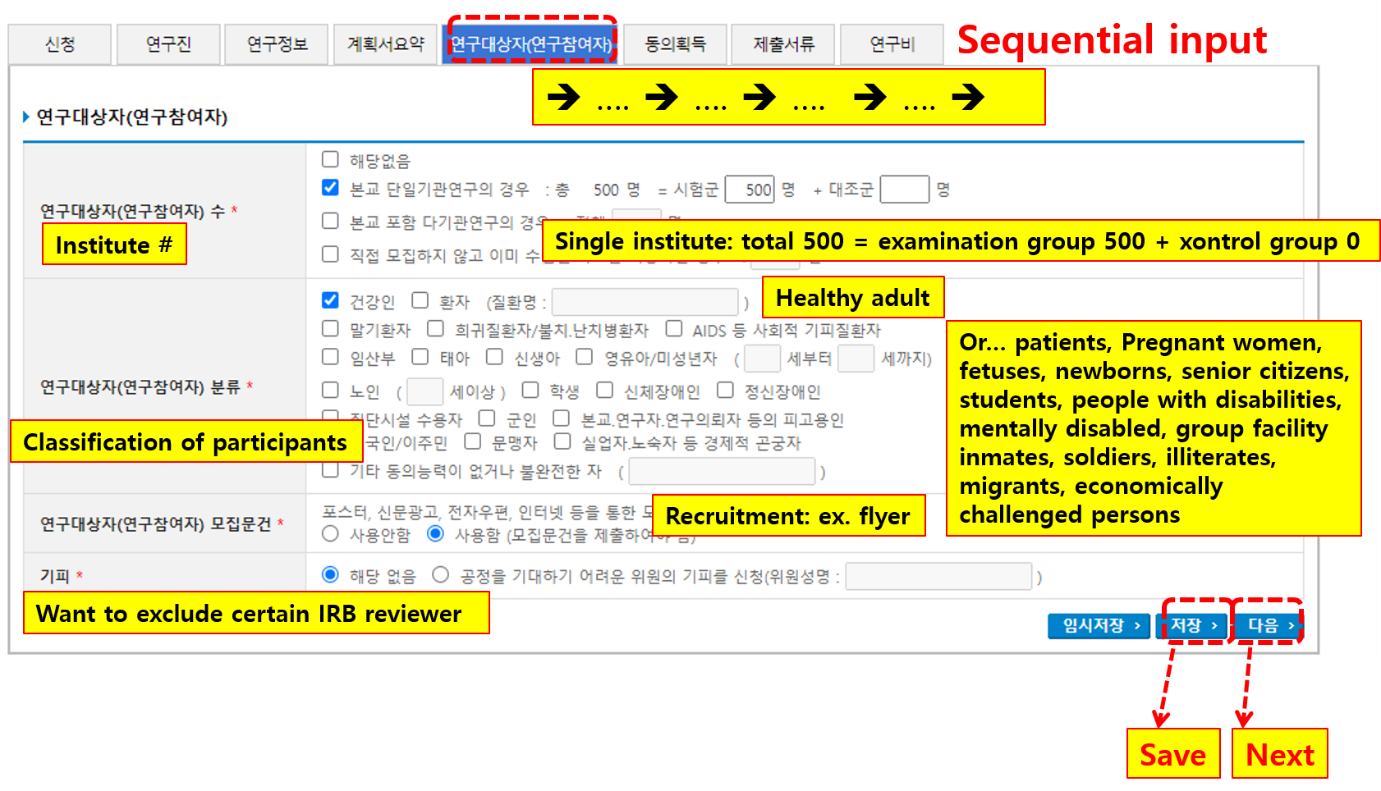 신청 연구진 연구정보 계획서요약 연구대상자(연구참여자) 동의획득 제출서류 연구비 Sequential input
➔ .... ➔ .... ➔ .... ➔ .... ➔
연구대상자(연구참여자)
해당없음
본교 단일기관연구의 경우 : 총 500 명 = 시험군 500 명 + 대조군 명
연구대상자(연구참여자) 수 *
본교 포함 다기관연구의 경우
Institute #
Single institute: total 500 = examination group 500 + xontrol group 0
직접 모집하지 않고 이미
건강인 환자 (질환명 : )
Healthy adult
말기환자 희귀질환자/불치.난치병환자 AIDS 등 사회적 기피질환자
임산부 태아 신생아 영유아/미성년자 ( 세부터 세까지)
연구대상자(연구참여자) 분류 *
노인 ( 세이상 ) 학생 신체장애인 정신장애인
시설 수용자 군인 본교.연구자.연구의뢰자 등의 피고용인
Classification of participants
국인/이주민 문맹자 실업자.노숙자 등 경제적 곤궁자
기타 동의능력이 없거나 불완전한 자 ( )
Or... patients, Pregnant women,
fetuses, newborns, senior citizens,
students, people with disabilities,
mentally disabled, group facility
inmates, soldiers, illiterates,
migrants, economically
challenged persons
연구대상자(연구참여자) 모집문건 *
포스터, 신문광고, 전자우편, 인터넷 등을 통한
Recruitment: ex. flyer
사용안함 사용함 (모집문건을 제출하여야
기피 *
해당 없음 공정을 기대하기 어려운 위원의 기피를 신청(위원성명 : )
Want to exclude certain IRB reviewer
임시저장 › 저장 › 다음 ›
Save Next